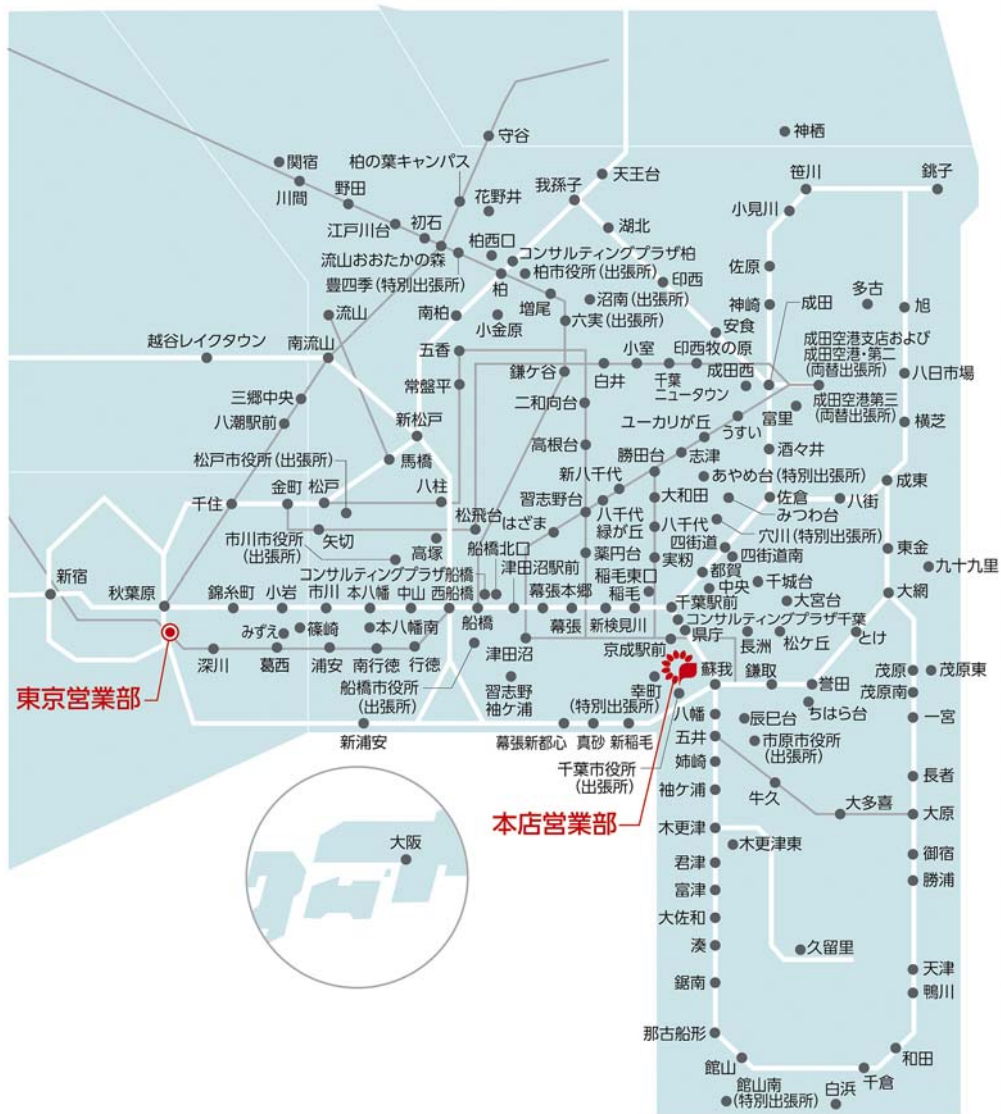 神栖
守谷
関宿
柏の葉キャンパス
川間
野田
花野井
我孫子
天王台
笹川
銚子
小見川
江戸川台
初石
湖北
柏西口
コンサルティングプラザ柏
流山おおたかの森
柏市役所(出張所)
豊四季(特別出張所)
柏
印西
佐原
増尾
沼南(出張所)
神崎
成田
多古
旭
流山
南柏
小金原
六実(出張所)
安食
越谷レイクタウン
南流山
五香
小室
印西牧の原
成田空港支店および
成田空港・第二
(両替出張所)
鎌ケ谷
白井
千葉
ニュータウン
成田西
八日市場
常盤平
三郷中央
二和向台
成田空港第三
(両替出張所)
富里
八潮駅前
新松戸
ユーカリが丘
うすい
横芝
高根台
勝田台
志津
酒々井
松戸市役所(出張所)
馬橋
新八千代
あやめ台(特別出張所)
成東
千住
金町
松戸
八柱
習志野台
大和田
佐倉
八街
みつわ台
市川市役所
(出張所)
矢切
高塚
松飛台
はざま
八千代
緑が丘
八千代
穴川(特別出張所)
四街道
四街道南
東金
船橋北口
津田沼駅前
薬円台
実籾
都賀
九十九里
新宿
秋葉原
コンサルティングプラザ船橋
稲毛東口
中央
千城台
錦糸町
小岩
市川
本八幡
中山
西船橋
船橋
幕張本郷
幕張
新検見川
稲毛
千葉駅前
大宮台
大網
みずえ
篠崎
本八幡南
コンサルティングプラザ千葉
県庁
長洲
松ケ丘
とけ
京成駅前
深川
葛西
浦安
南行徳
行徳
津田沼
東京営業部
船橋市役所
(出張所)
習志野
袖ケ浦
幸町
(特別出張所)
蘇我
鎌取
誉田
茂原
茂原東
茂原南
ちはら台
八幡
辰巳台
一宮
新浦安
幕張新都心
真砂
新稲毛
五井
市原市役所
(出張所)
千葉市役所
(出張所)
姉崎
長者
袖ケ浦
牛久
大多喜
大原
本店営業部
木更津
木更津東
御宿
大阪
君津
勝浦
富津
大佐和
湊
久留里
天津
鋸南
鴨川
那古船形
和田
館山
千倉
館山南
(特別出張所)
白浜